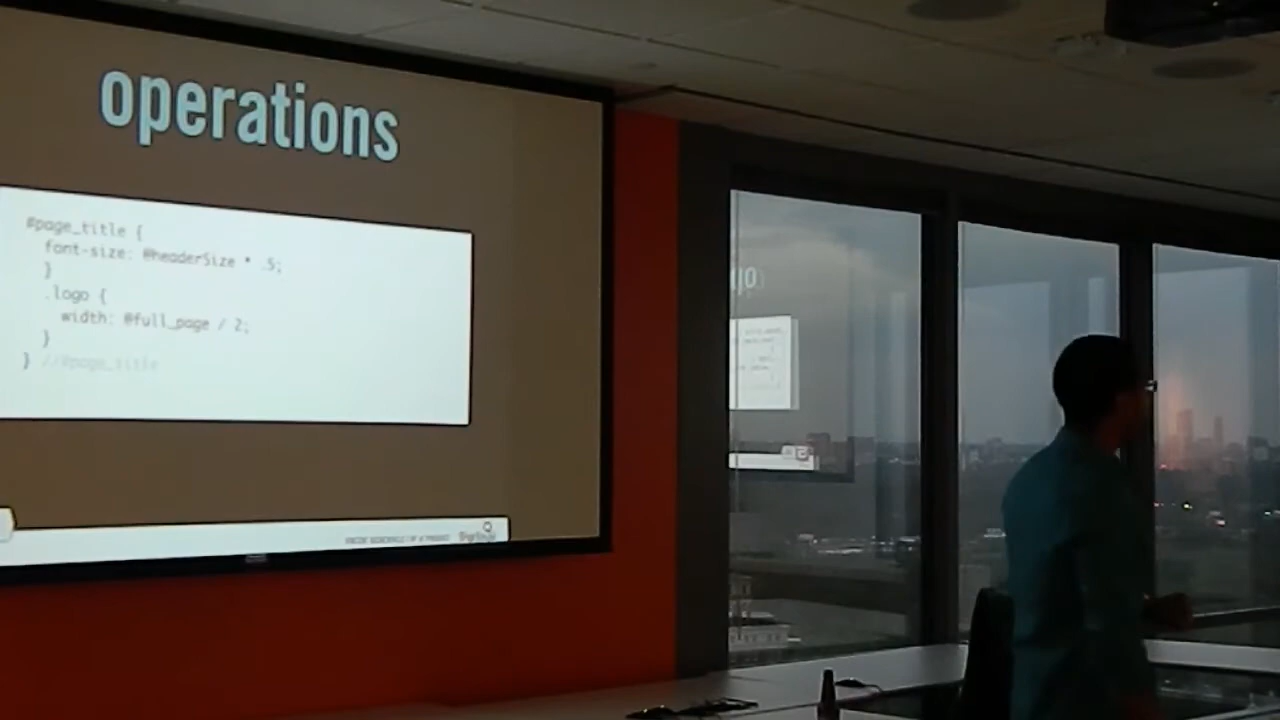 operations
#page_title {
font-size: @headerSize * .5;
}
.logo {
width: @full_page / 2;
}
} //#page_title